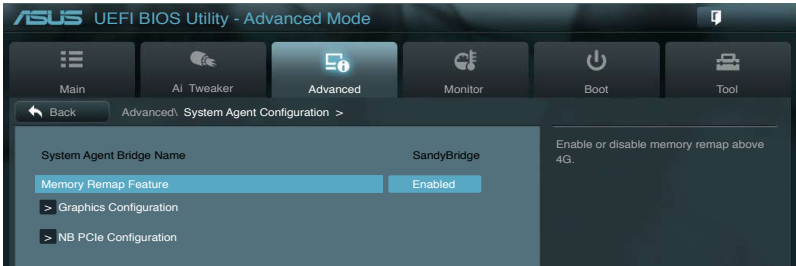 ASUS UEFI BIOS Utility - Advanced Mode
Main Ai Tweaker Advanced Monitor Boot Tool
Back Advanced\ System Agent Configuration >
System Agent Bridge Name SandyBridge
Memory Remap Feature Enabled
> Graphics Configuration
> NB PCIe Configuration
Enable or disable memory remap above
4G.